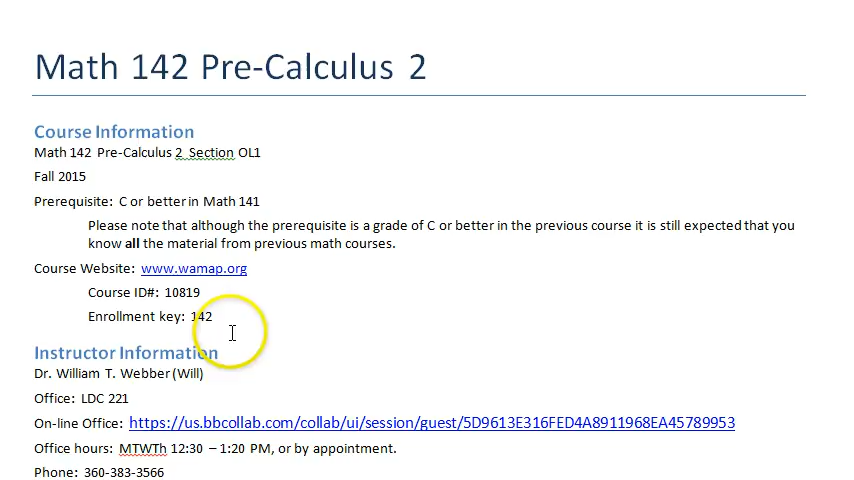 Math 142 Pre-Calculus 2
Course Information
Math 142 Pre-Calculus 2 Section OL1
Fall 2015
Prerequisite: C or better in Math 141
Please note that although the prerequisite is a grade of C or better in the previous course it is still expected that you
know all the material from previous math courses.
Course Website: www.wamap.org
Course ID#: 10819
Enrollment key: 142
Instructor Information
Dr. William T. Webber (Will)
Office: LDC 221
On-line Office: https://us.bbcollab.com/collab/ui/session/guest/5D9613E316FED4A8911968EA45789953
Office hours: MTWTh 12:30 – 1:20 PM, or by appointment.
Phone: 360-383-3566